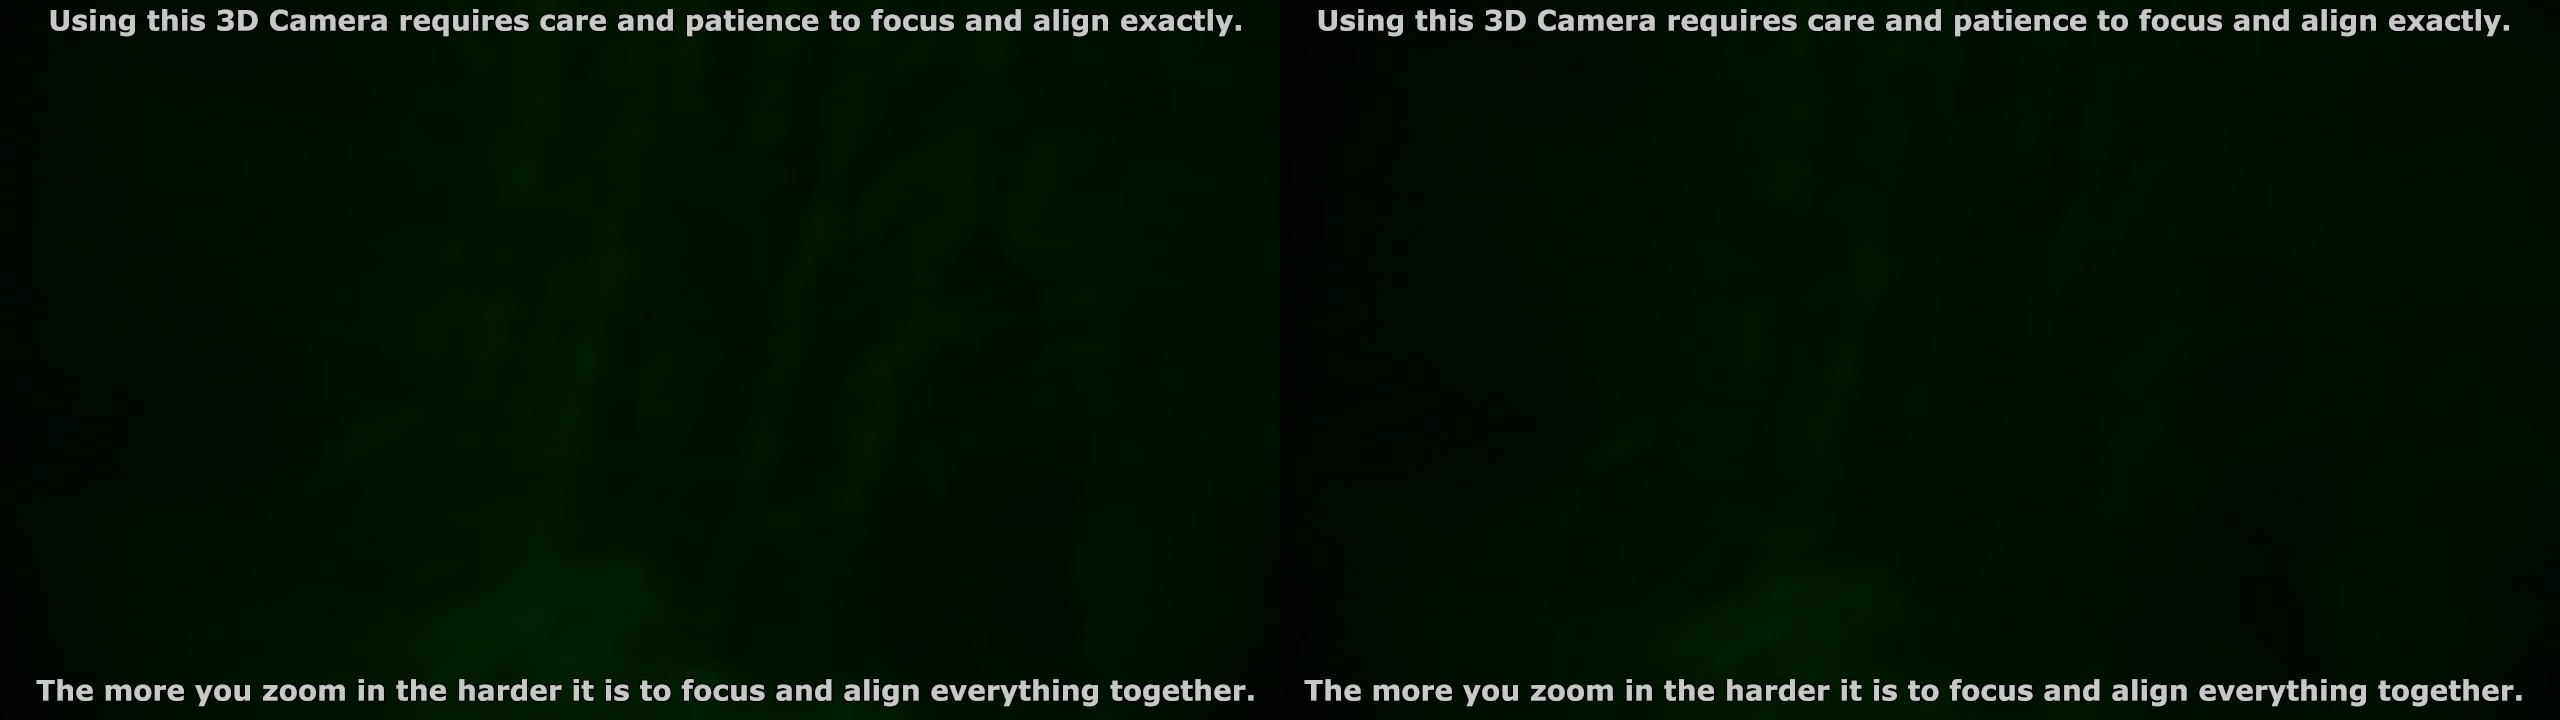 Using this 3D Camera requires care and patience to focus and align exactly.
Using this 3D Camera requires care and patience to focus and align exactly.
The more you zoom in the harder it is to focus and align everything together.
The more you zoom in the harder it is to focus and align everything together.